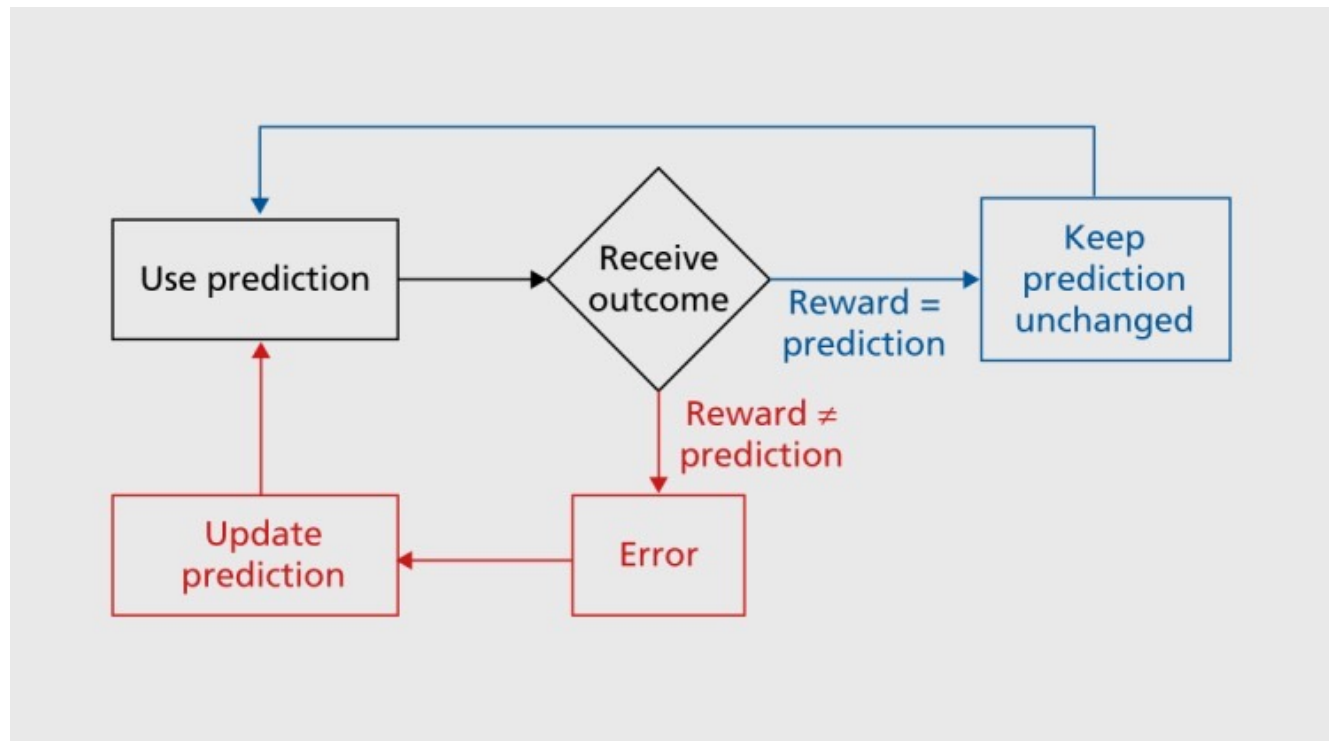 Use prediction
Receive
outcome
Reward =
prediction
Keep
prediction
unchanged
Reward ≠
prediction
Error
Update
prediction